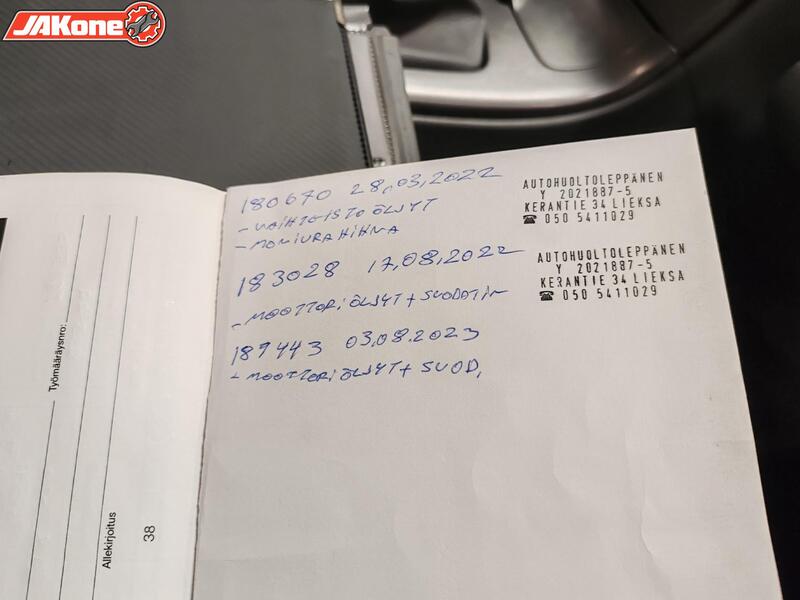 JAKone
180670 28.03.2022
- VAIHTEISTOÖLJYT
- MONIURAHIHNA
AUTOHUOLTOLEPPÄNEN
Y 2021887-5
KERANTIE 34 LIEKSA
☎ 050 5411029
183028 17.08.2022
- MOOTTORIÖLJYT + SUODATIN
AUTOHUOLTOLEPPÄNEN
Y 2021887-5
KERANTIE 34 LIEKSA
☎ 050 5411029
189443 03.08.2023
- MOOTTORIÖLJYT + SUOD.
Työmääräysnro:
Allekirjoitus
38